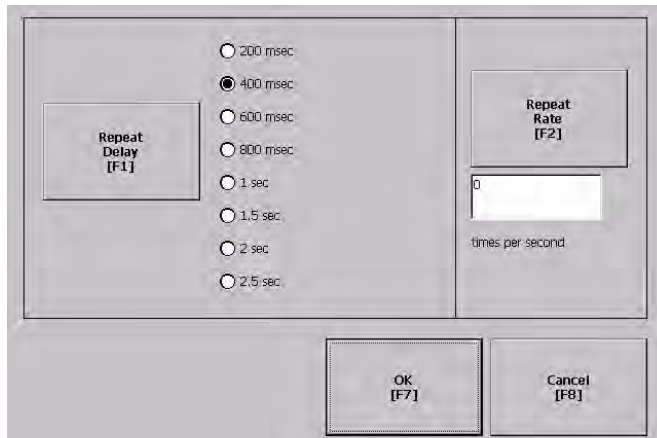 Repeat
Delay
[F1]
200 msec
400 msec
600 msec
800 msec
1 sec
1.5 sec
2 sec
2.5 sec
Repeat
Rate
[F2]
0
times per second
OK
[F7]
Cancel
[F8]